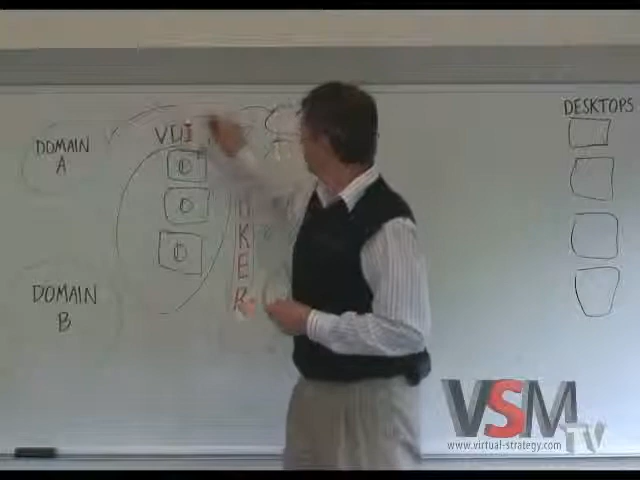 DESKTOPS
VDI
DOMAIN
A
K
E
R
DOMAIN
B
VSM
TV
www.virtual-strategy.com